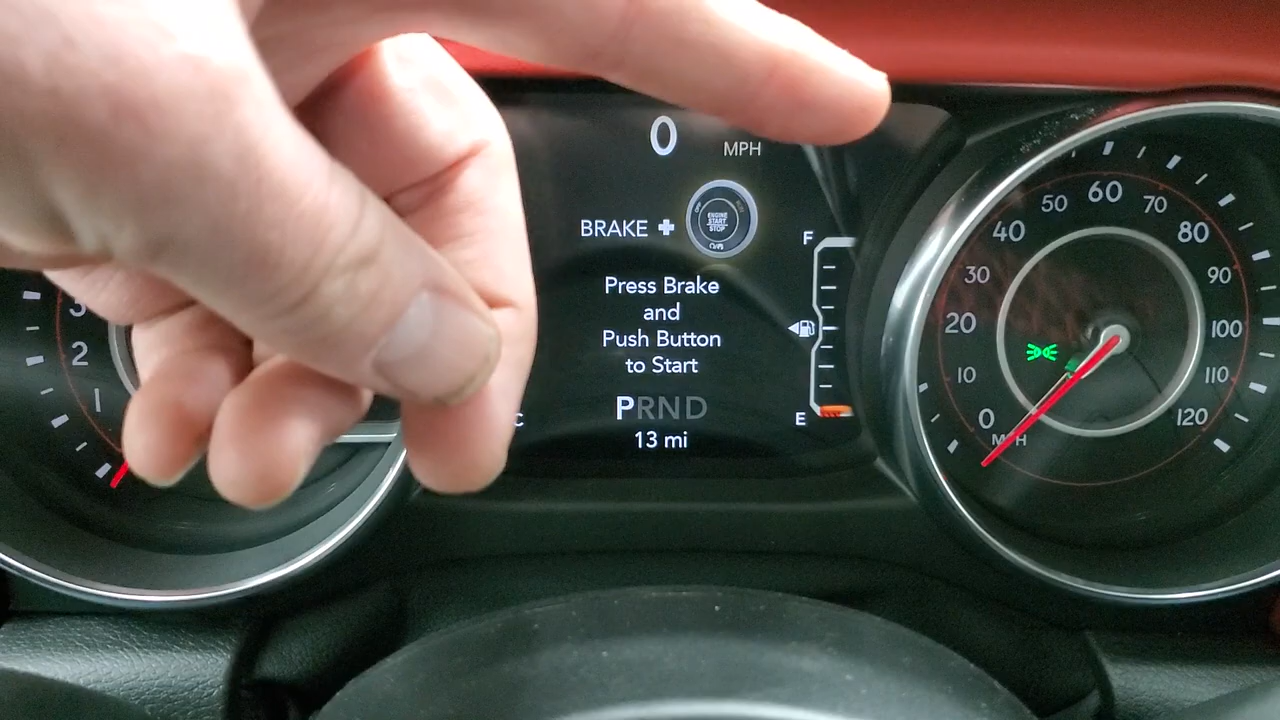 0 MPH
BRAKE +
ENGINE
START
STOP
Press Brake
and
Push Button
to Start
PRND
13 mi
F
E
C
3
2
1
0
10
20
30
40
50
60
70
80
90
100
110
120
MPH